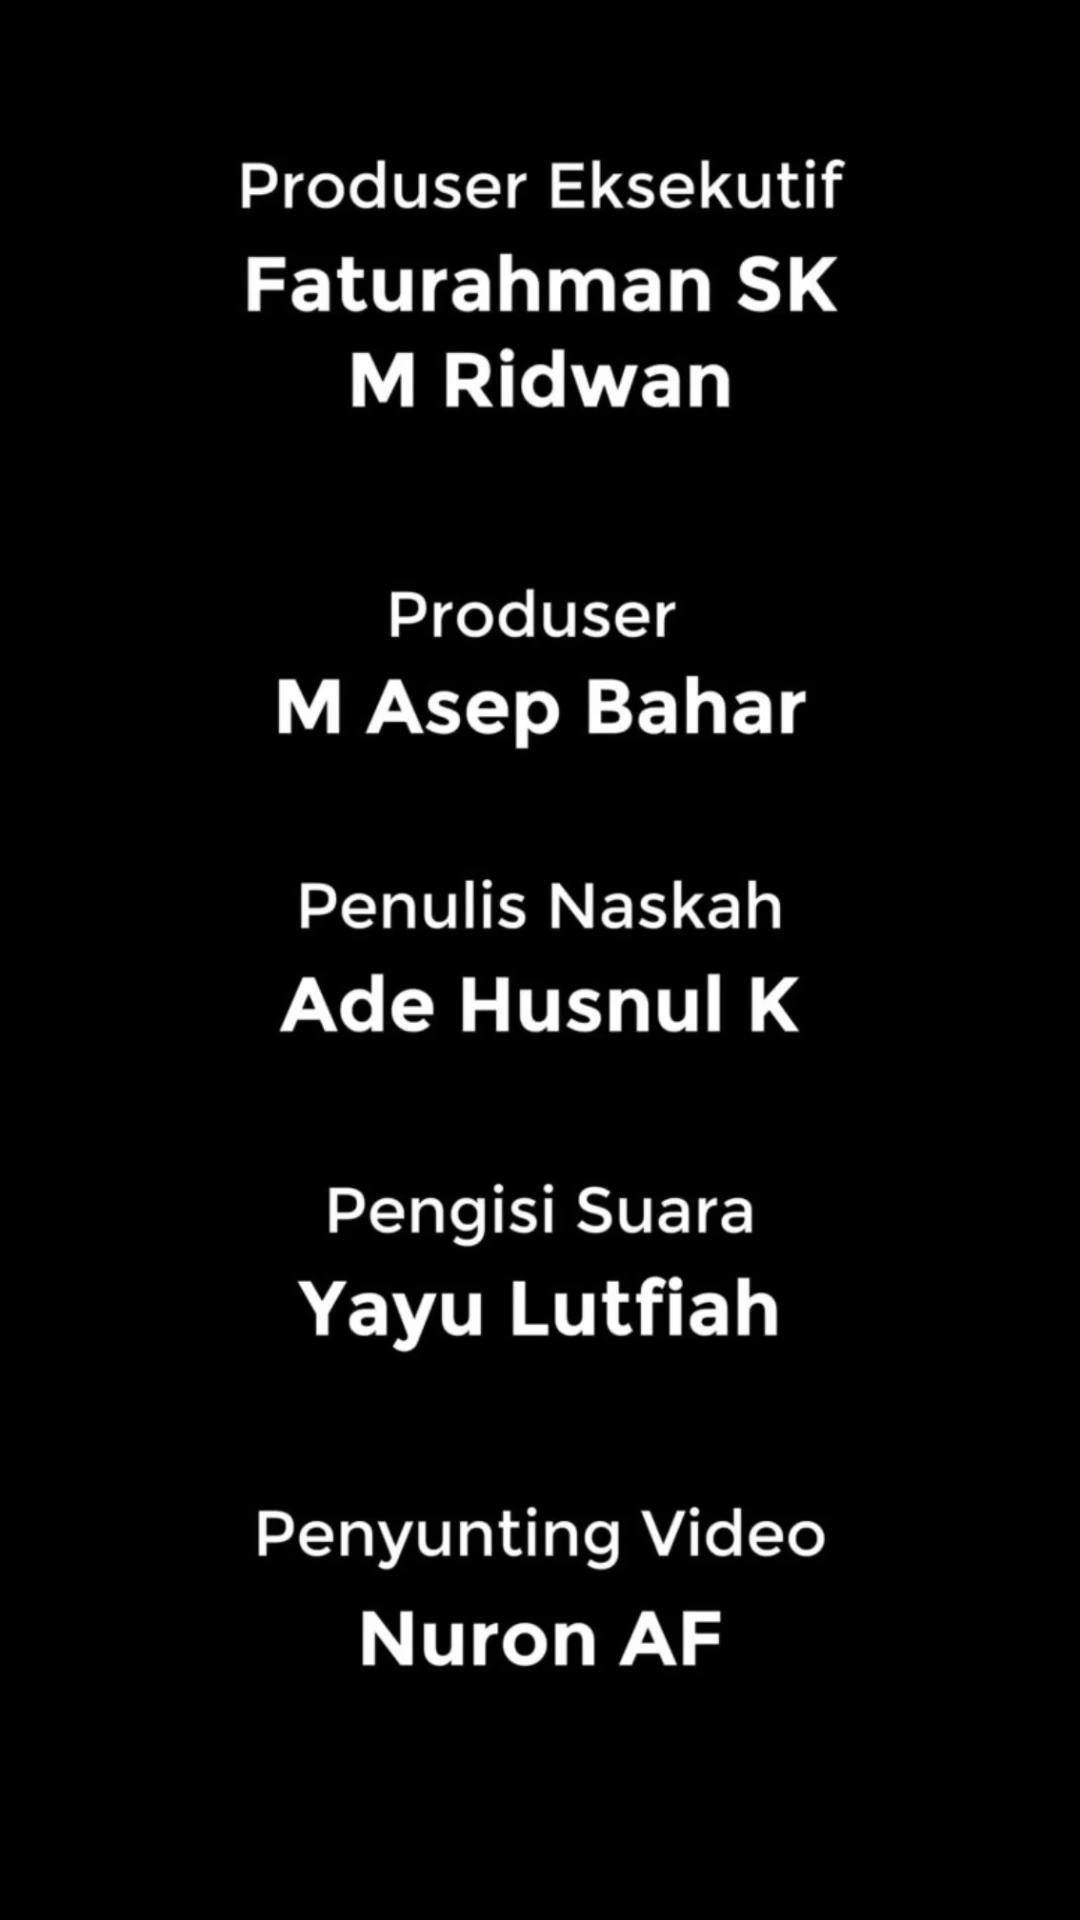 Produser Eksekutif
Faturahman SK
M Ridwan
Produser
M Asep Bahar
Penulis Naskah
Ade Husnul K
Pengisi Suara
Yayu Lutfiah
Penyunting Video
Nuron AF